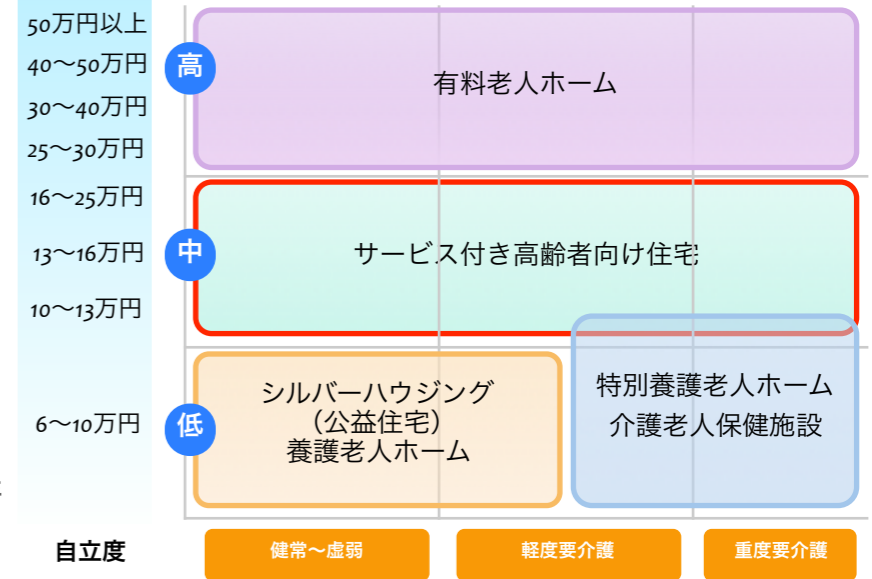 50万円以上
40〜50万円
30〜40万円
25〜30万円
16〜25万円
13〜16万円
10〜13万円
6〜10万円
高
有料老人ホーム
中
サービス付き高齢者向け住宅
低
シルバーハウジング
（公益住宅）
養護老人ホーム
特別養護老人ホーム
介護老人保健施設
自立度
健常〜虚弱
軽度要介護
重度要介護